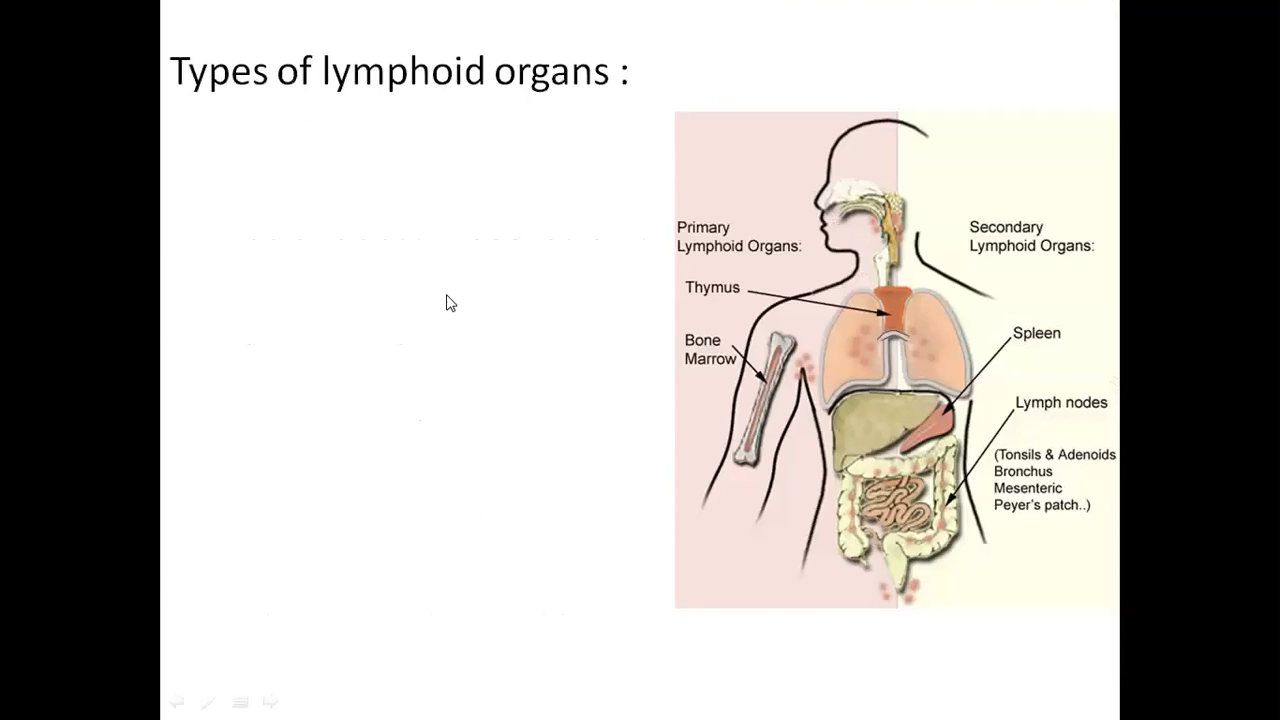 Types of lymphoid organs :
Primary
Lymphoid Organs:
Thymus
Bone
Marrow
Secondary
Lymphoid Organs:
Spleen
Lymph nodes
(Tonsils & Adenoids
Bronchus
Mesenteric
Peyer's patch..)